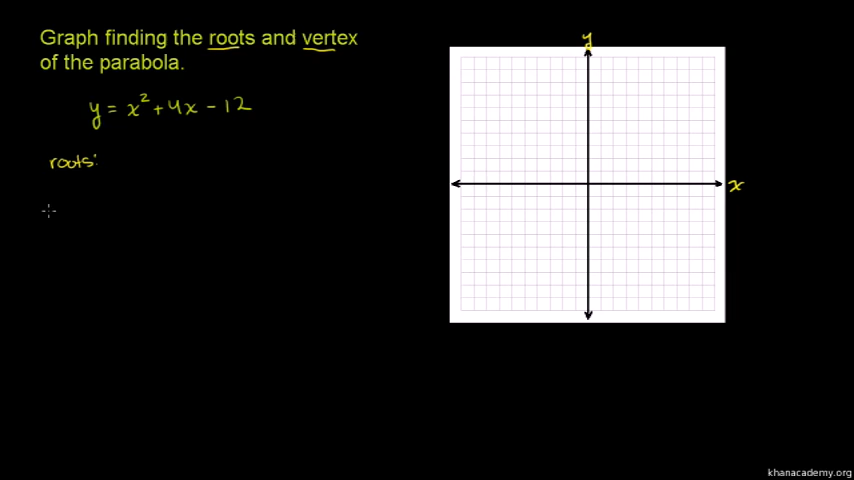 Graph finding the roots and vertex
of the parabola.
y = x² + 4x - 12
roots:
y
x
khanacademy.org